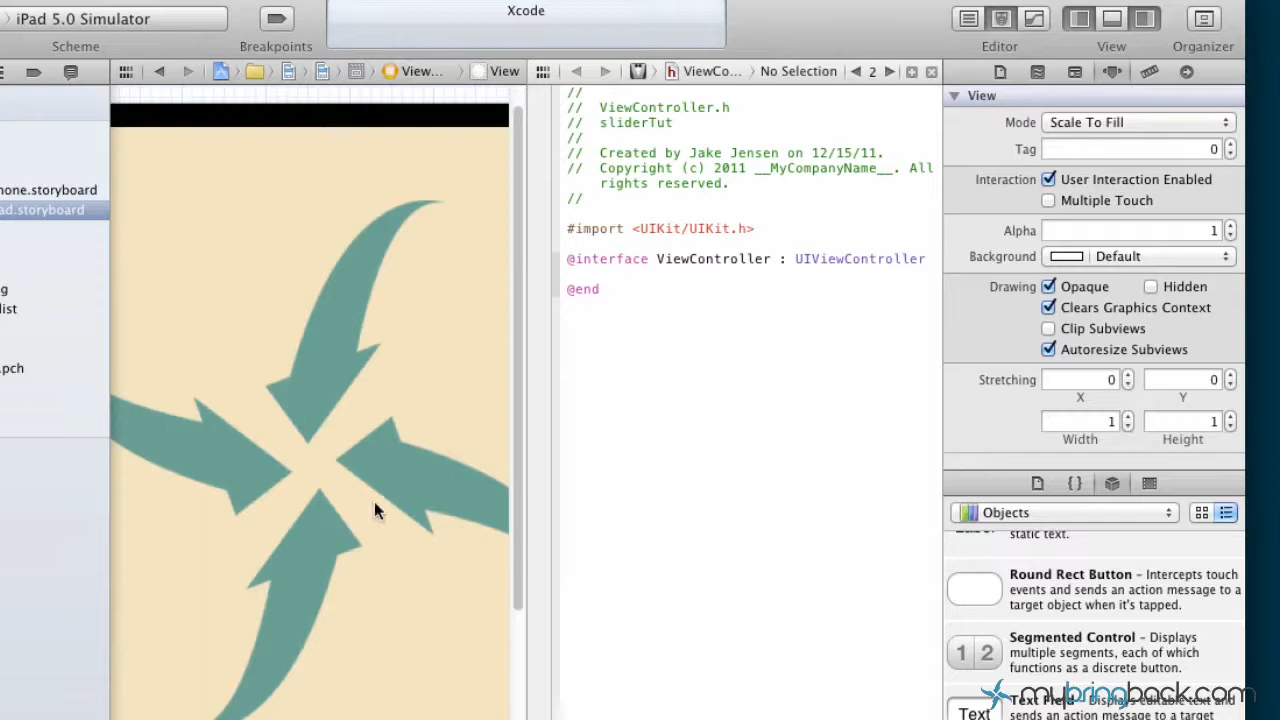 iPad 5.0 Simulator
Xcode
Scheme
Breakpoints
Editor
View
Organizer
View...
View
ViewCo...
No Selection
2
hone.storyboard
ad.storyboard
g
list
.pch
//
// ViewController.h
// sliderTut
//
// Created by Jake Jensen on 12/15/11.
// Copyright (c) 2011 __MyCompanyName__. All
rights reserved.
//
#import <UIKit/UIKit.h>
@interface ViewController : UIViewController
@end
View
Mode Scale To Fill
Tag 0
Interaction User Interaction Enabled
Multiple Touch
Alpha 1
Background Default
Drawing Opaque Hidden
Clears Graphics Context
Clip Subviews
Autoresize Subviews
Stretching 0 0
X Y
1 1
Width Height
{ }
Objects
static text.
Round Rect Button – Intercepts touch
events and sends an action message to a
target object when it's tapped.
1 2
Segmented Control – Displays
multiple segments, each of which
functions as a discrete button.
Text
Text Field – Displays editable text and
sends an action message to a target
mybringback.com